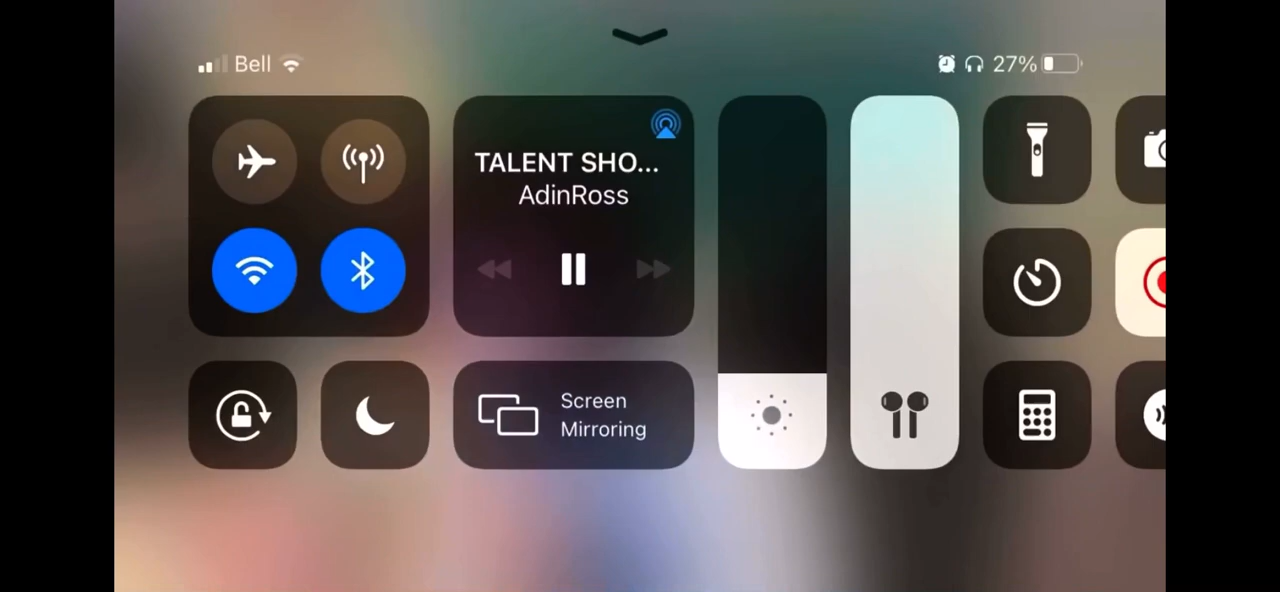 Bell
27%
TALENT SHO...
AdinRoss
Screen
Mirroring